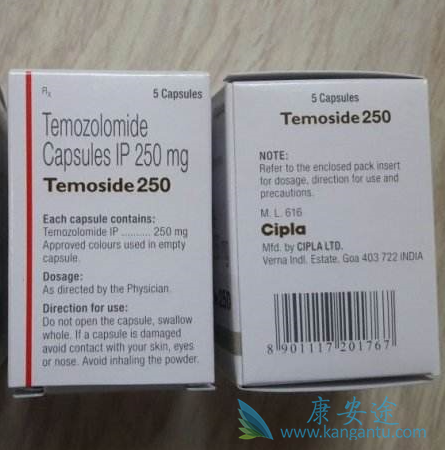 Rx
5 Capsules
Temozolomide
Capsules IP 250 mg
Temoside 250
Each capsule contains:
Temozolomide IP .......... 250 mg
Approved colours used in empty
capsule.
Dosage:
As directed by the Physician.
Direction for use:
Do not open the capsule, swallow
whole. If a capsule is damaged
avoid contact with your skin, eyes
or nose. Avoid inhaling the powder.
5 Capsules
Temoside 250
NOTE:
Refer to the enclosed pack insert
for dosage, direction for use and
precautions.
M. L. 616
Cipla
Mfd. by CIPLA LTD.
Verna Indl. Estate, Goa 403 722 INDIA
8 901117 201767
康安途
www.kangantu.com